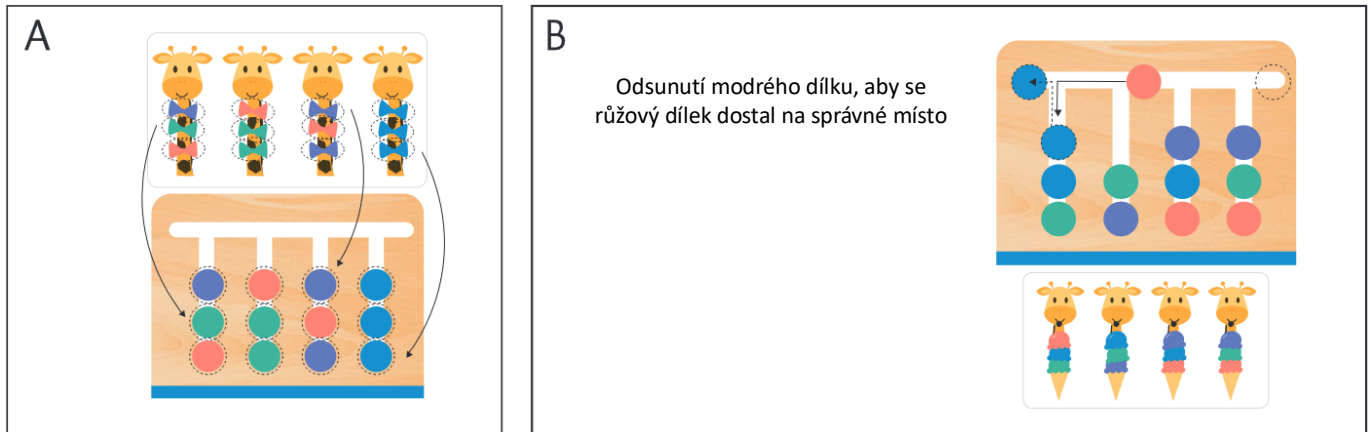 A
B
Odsunutí modrého dílku, aby se
růžový dílek dostal na správné místo